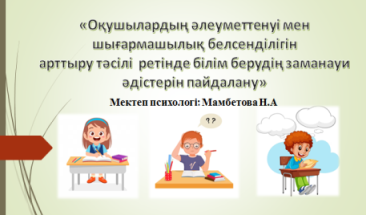 «Оқушылардың әлеуметтенуі мен
шығармашылық белсенділігін
арттыру тәсілі ретінде білім берудің заманауи
әдістерін пайдалану»
Мектеп психологі: Мамбетова Н.А
? ?